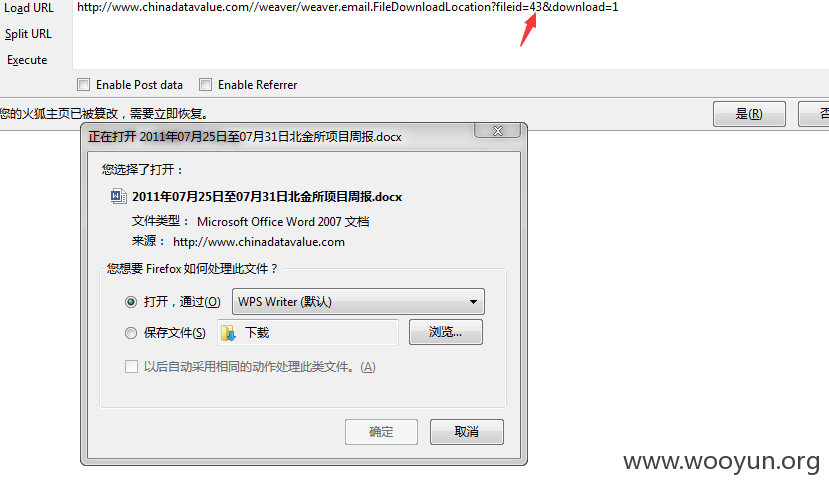 Load URL
http://www.chinadatavalue.com//weaver/weaver.email.FileDownloadLocation?fileid=43&download=1
Split URL
Execute
Enable Post data
Enable Referrer
您的火狐主页已被篡改，需要立即恢复。
是(R)
否
正在打开 2011年07月25日至07月31日北金所项目周报.docx
您选择了打开：
2011年07月25日至07月31日北金所项目周报.docx
文件类型： Microsoft Office Word 2007 文档
来源： http://www.chinadatavalue.com
您想要 Firefox 如何处理此文件？
打开，通过(O)
WPS Writer (默认)
保存文件(S)
下载
浏览...
以后自动采用相同的动作处理此类文件。(A)
确定
取消
www.wooyun.org